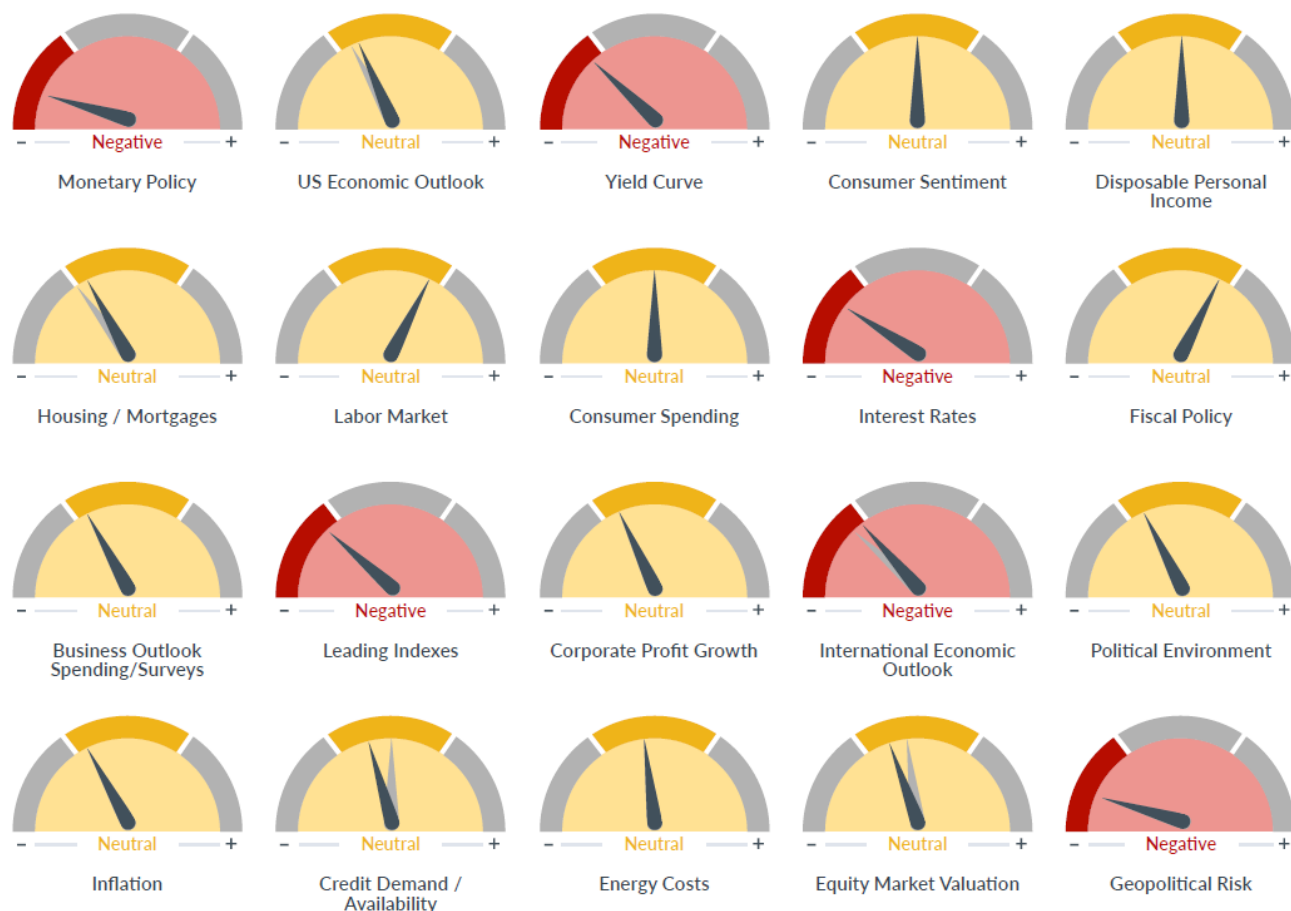 - Negative +
Monetary Policy
- Neutral +
US Economic Outlook
- Negative +
Yield Curve
- Neutral +
Consumer Sentiment
- Neutral +
Disposable Personal
Income
- Neutral +
Housing / Mortgages
- Neutral +
Labor Market
- Neutral +
Consumer Spending
- Negative +
Interest Rates
- Neutral +
Fiscal Policy
- Neutral +
Business Outlook
Spending/Surveys
- Negative +
Leading Indexes
- Neutral +
Corporate Profit Growth
- Negative +
International Economic
Outlook
- Neutral +
Political Environment
- Neutral +
Inflation
- Neutral +
Credit Demand /
Availability
- Neutral +
Energy Costs
- Neutral +
Equity Market Valuation
- Negative +
Geopolitical Risk